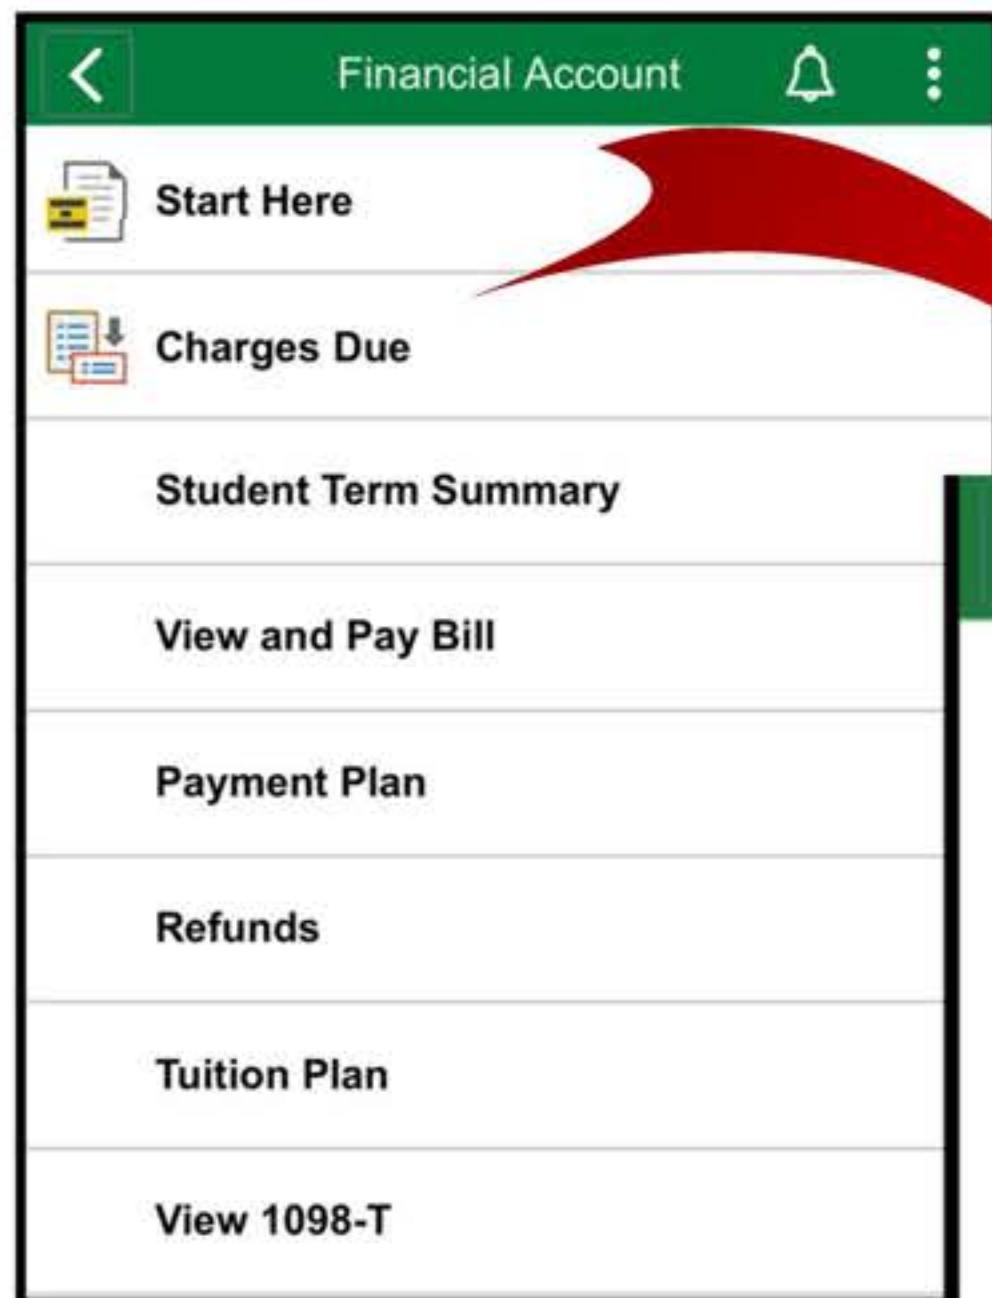 Financial Account
Start Here
Charges Due
Student Term Summary
View and Pay Bill
Payment Plan
Refunds
Tuition Plan
View 1098-T